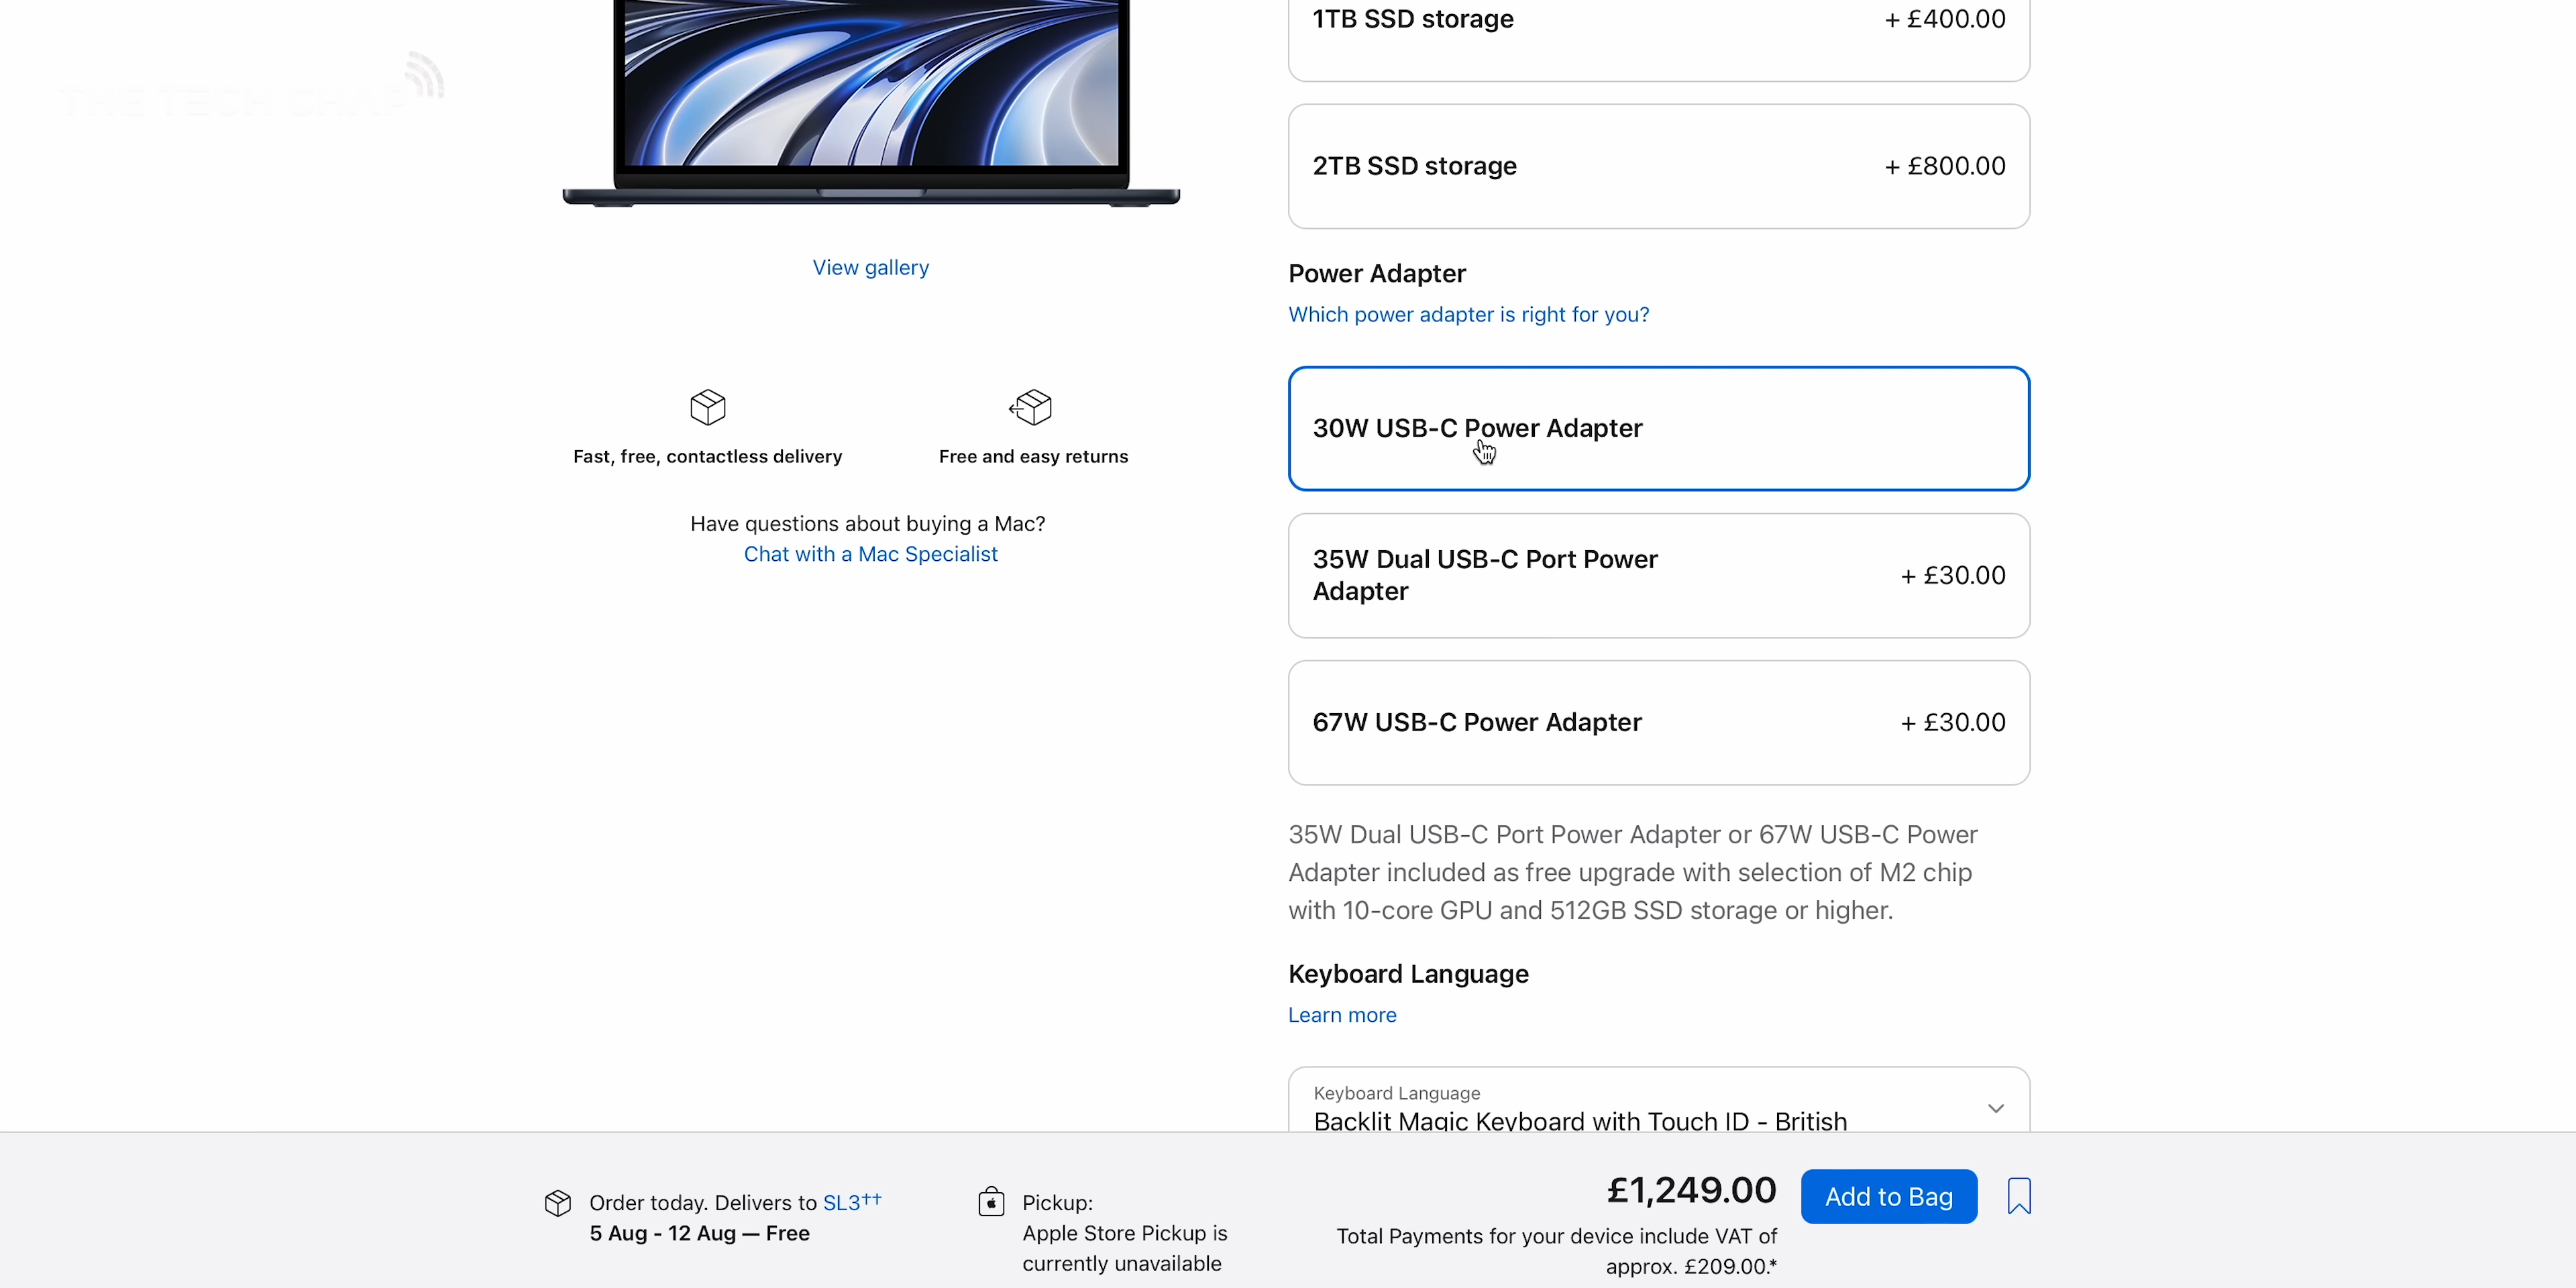 THE TECH CHAP
1TB SSD storage
+ £400.00
2TB SSD storage
+ £800.00
View gallery
Power Adapter
Which power adapter is right for you?
30W USB-C Power Adapter
Fast, free, contactless delivery
Free and easy returns
Have questions about buying a Mac?
Chat with a Mac Specialist
35W Dual USB-C Port Power
Adapter
+ £30.00
67W USB-C Power Adapter
+ £30.00
35W Dual USB-C Port Power Adapter or 67W USB-C Power
Adapter included as free upgrade with selection of M2 chip
with 10-core GPU and 512GB SSD storage or higher.
Keyboard Language
Learn more
Keyboard Language
Backlit Magic Keyboard with Touch ID - British
Order today. Delivers to SL3††
5 Aug - 12 Aug — Free
Pickup:
Apple Store Pickup is
currently unavailable
£1,249.00
Total Payments for your device include VAT of
approx. £209.00.*
Add to Bag